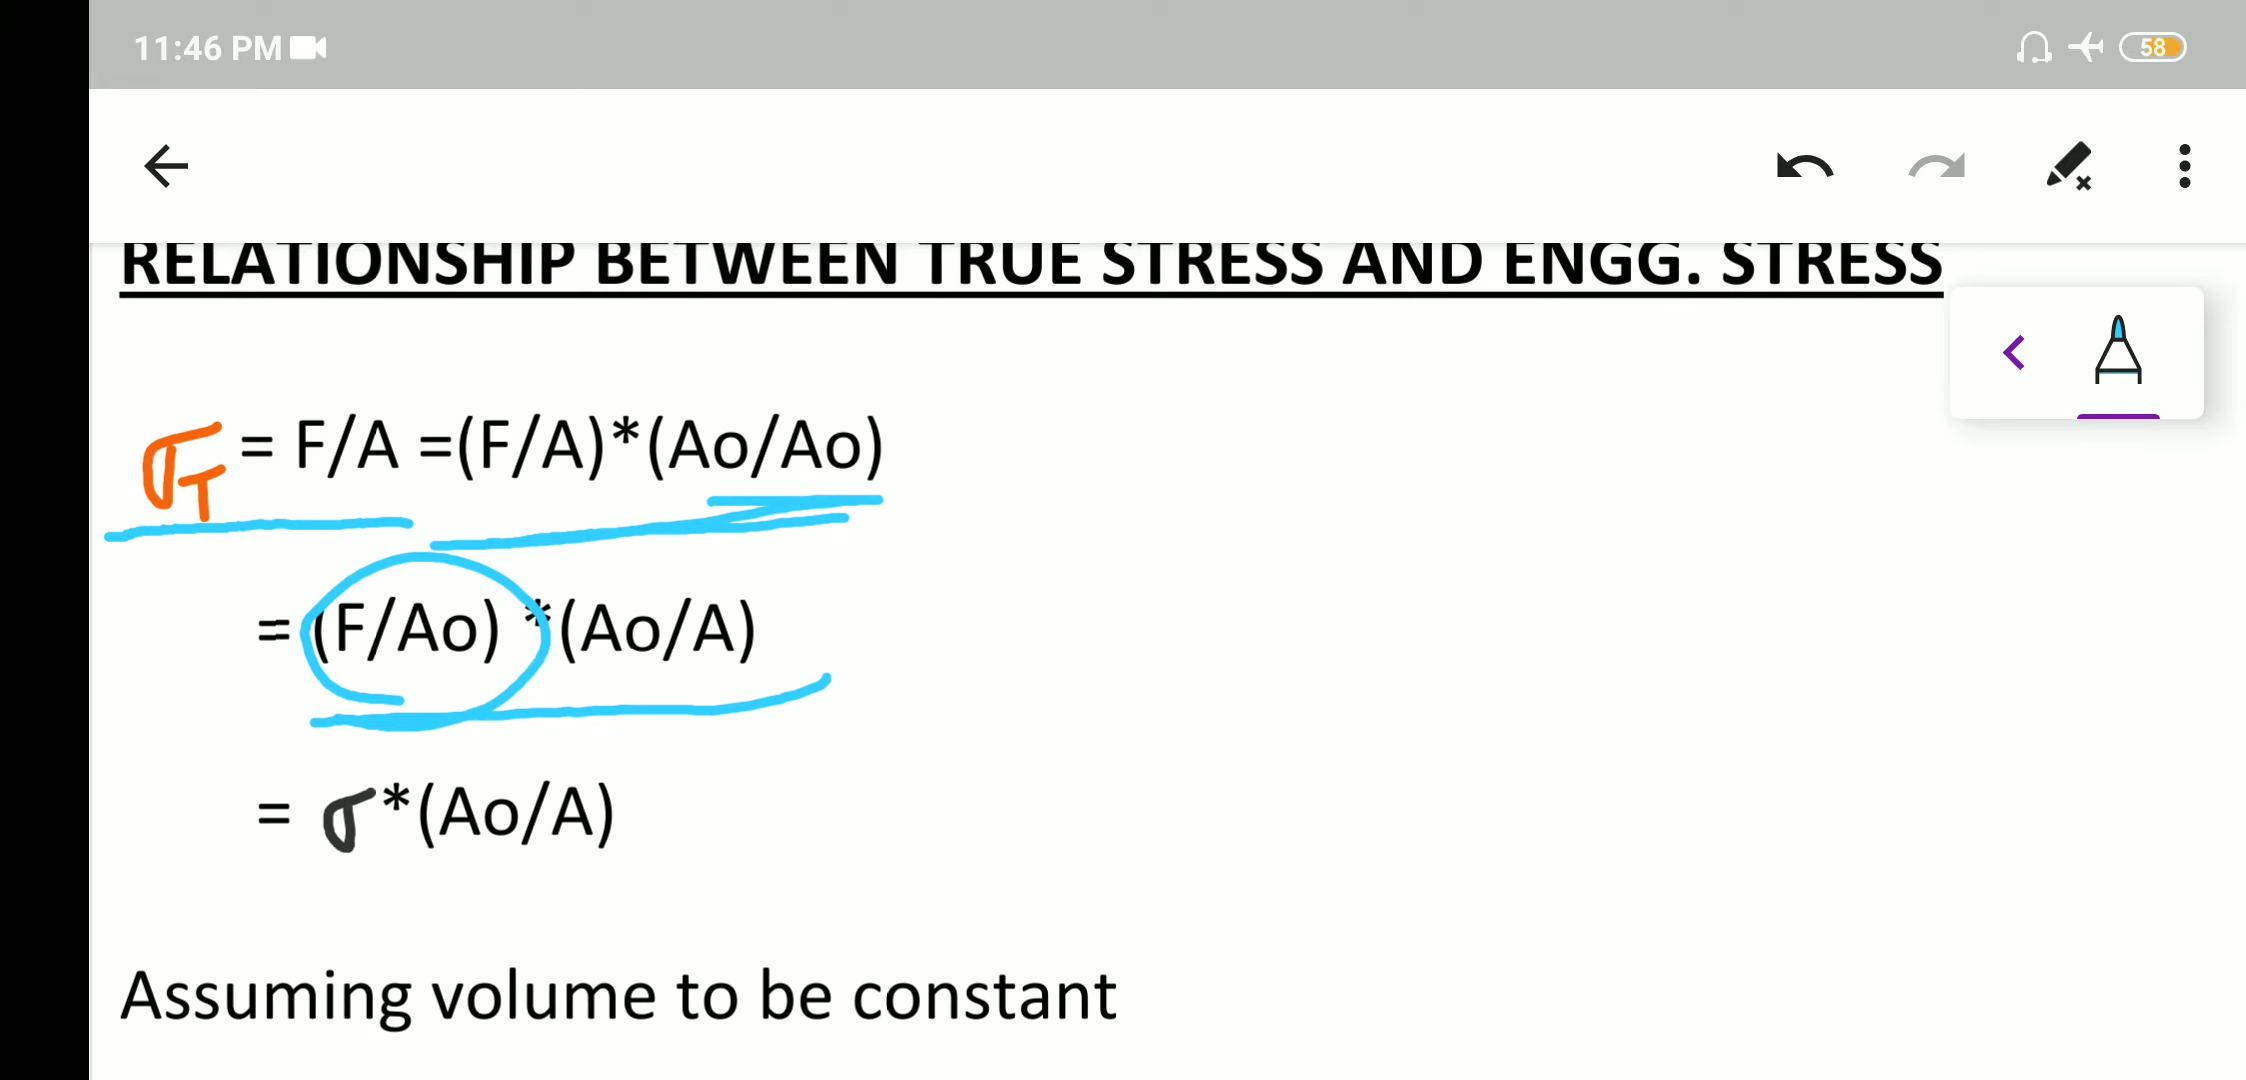 11:46 PM
58
RELATIONSHIP BETWEEN TRUE STRESS AND ENGG. STRESS
σT = F/A =(F/A)*(Ao/Ao)
= (F/Ao) *(Ao/A)
= σ*(Ao/A)
Assuming volume to be constant